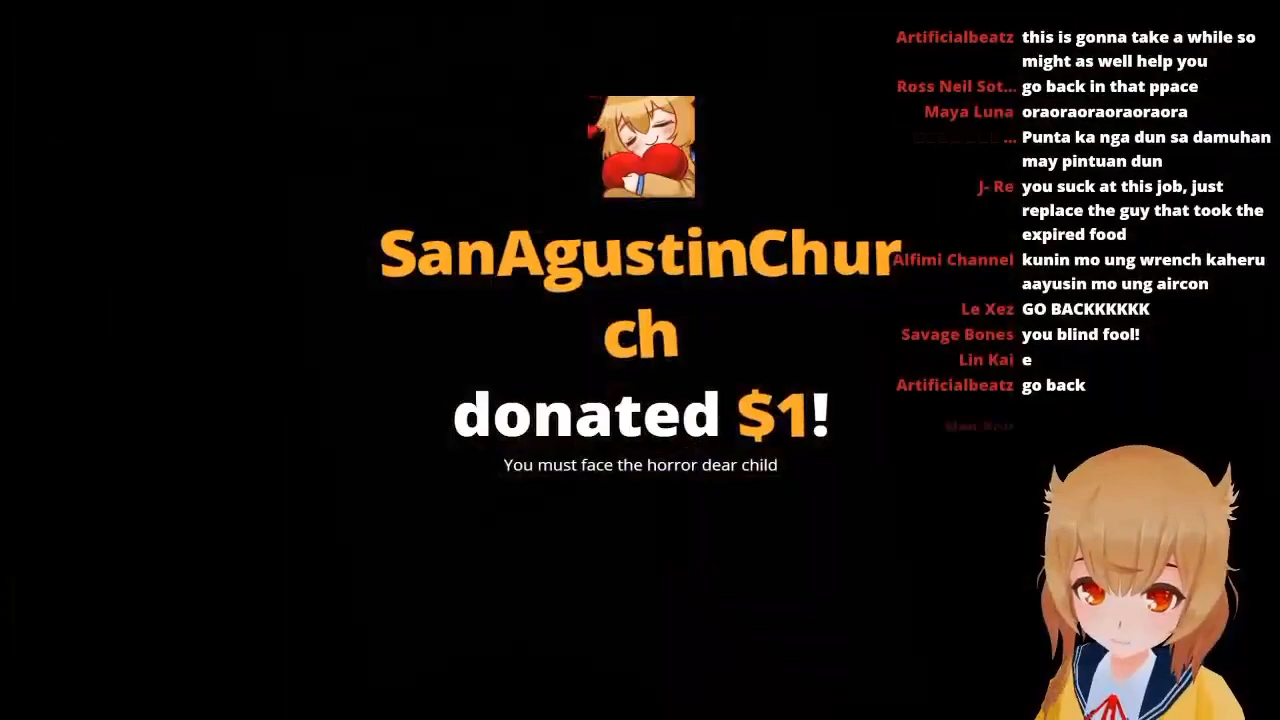 SanAgustinChur
ch
donated $1!
You must face the horror dear child
Artificialbeatz this is gonna take a while so
might as well help you
Ross Neil Sot... go back in that ppace
Maya Luna oraoraoraoraoraora
... Punta ka nga dun sa damuhan
may pintuan dun
J- Re you suck at this job, just
replace the guy that took the
expired food
Alfimi Channel kunin mo ung wrench kaheru
aayusin mo ung aircon
Le Xez GO BACKKKKKK
Savage Bones you blind fool!
Lin Kai e
Artificialbeatz go back